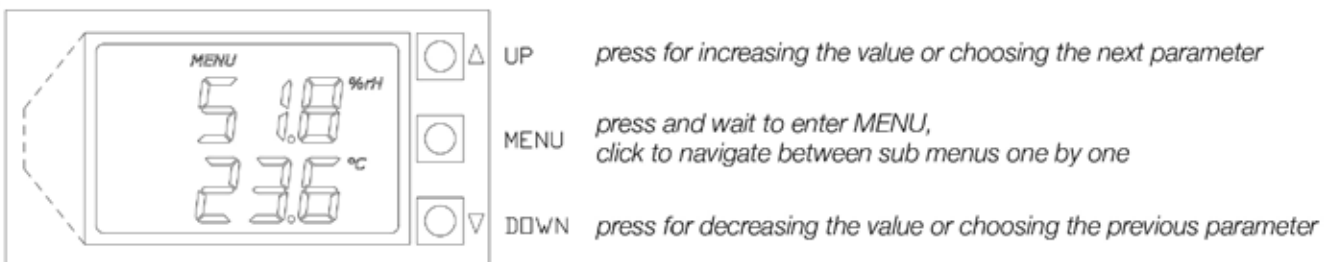 MENU
51.8 %rH
23.6 °C
△ UP press for increasing the value or choosing the next parameter
MENU press and wait to enter MENU,
click to navigate between sub menus one by one
▽ DOWN press for decreasing the value or choosing the previous parameter